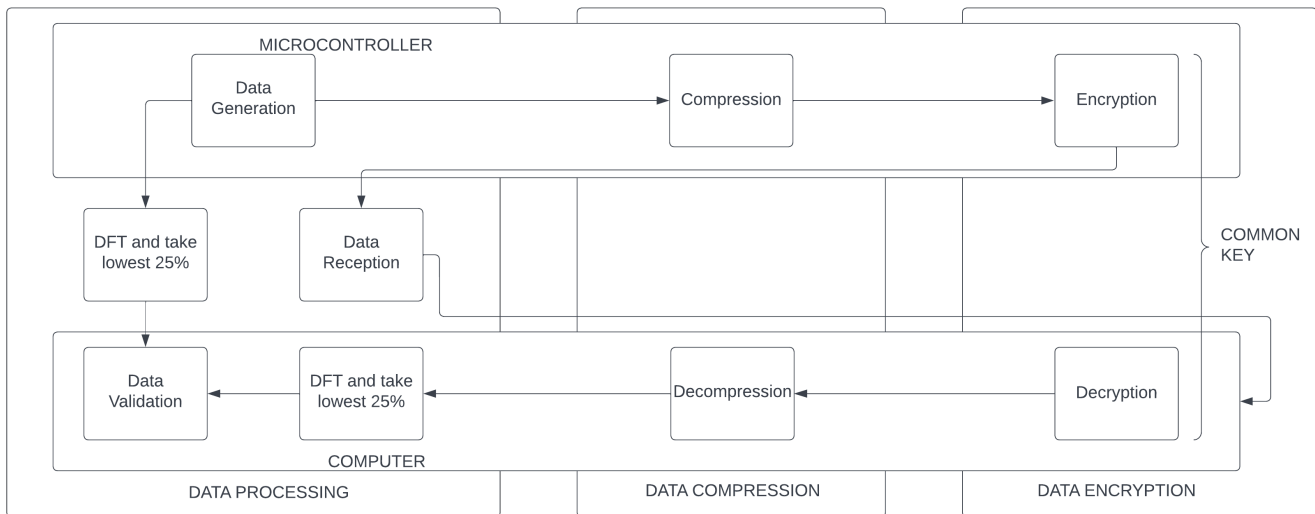 MICROCONTROLLER
Data
Generation
Compression
Encryption
DFT and take
lowest 25%
Data
Reception
COMMON
KEY
Data
Validation
DFT and take
lowest 25%
Decompression
Decryption
COMPUTER
DATA PROCESSING
DATA COMPRESSION
DATA ENCRYPTION